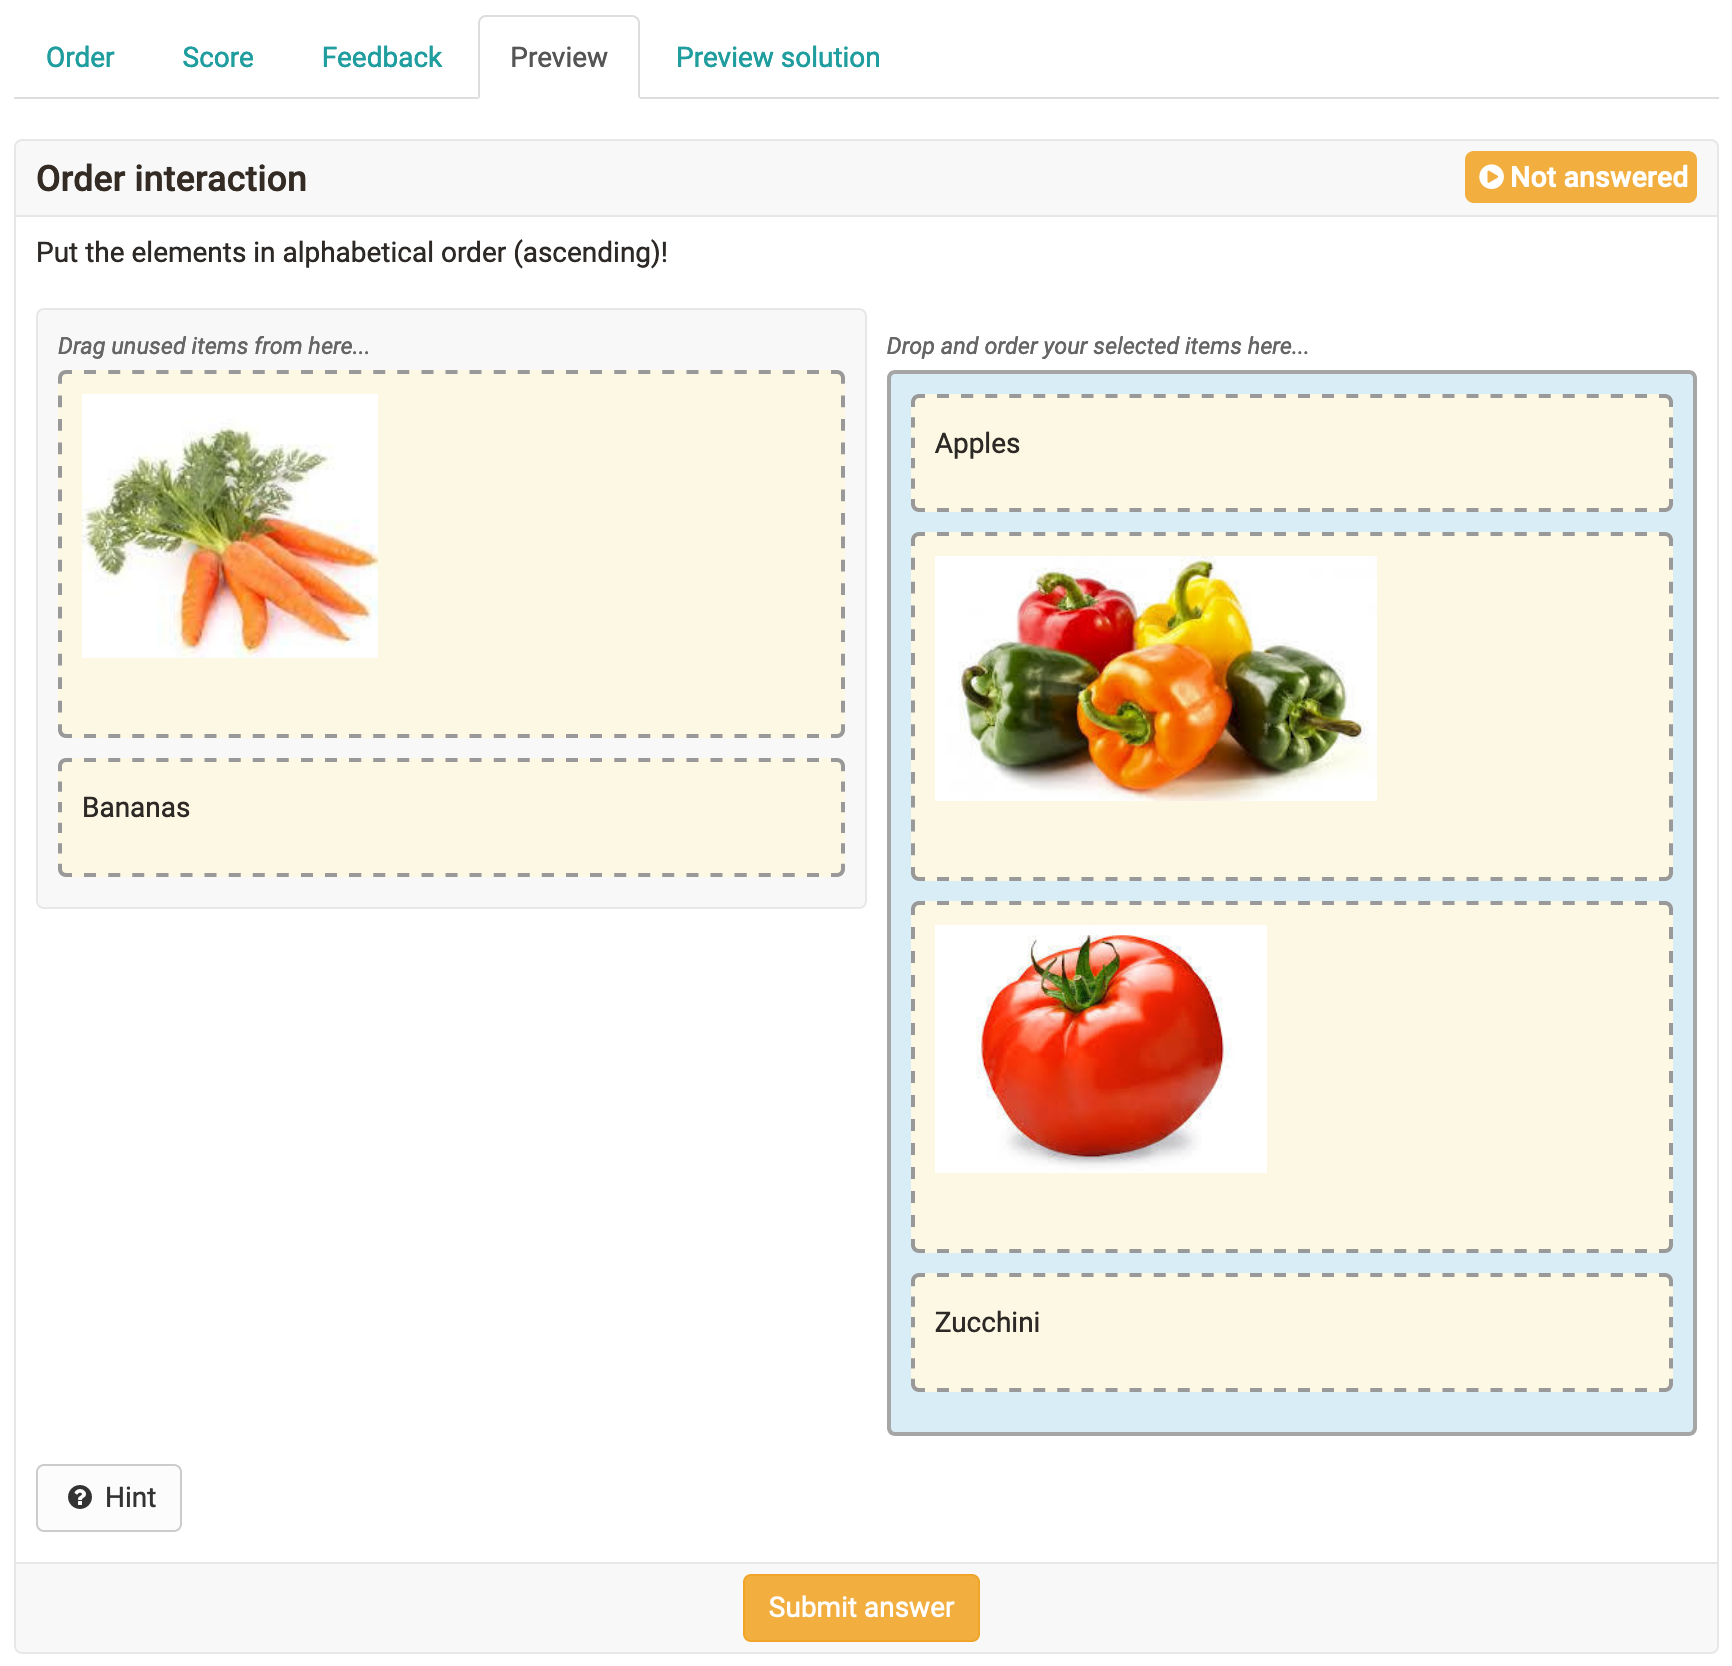 Order Score Feedback Preview Preview solution
Order interaction
Not answered
Put the elements in alphabetical order (ascending)!
Drag unused items from here...
Bananas
Drop and order your selected items here...
Apples
Zucchini
Hint
Submit answer